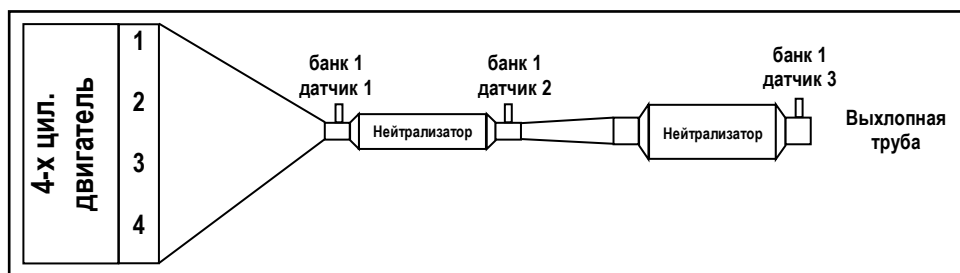 4-х цил.
двигатель
1
2
3
4
банк 1
датчик 1
Нейтрализатор
банк 1
датчик 2
Нейтрализатор
банк 1
датчик 3
Выхлопная
труба